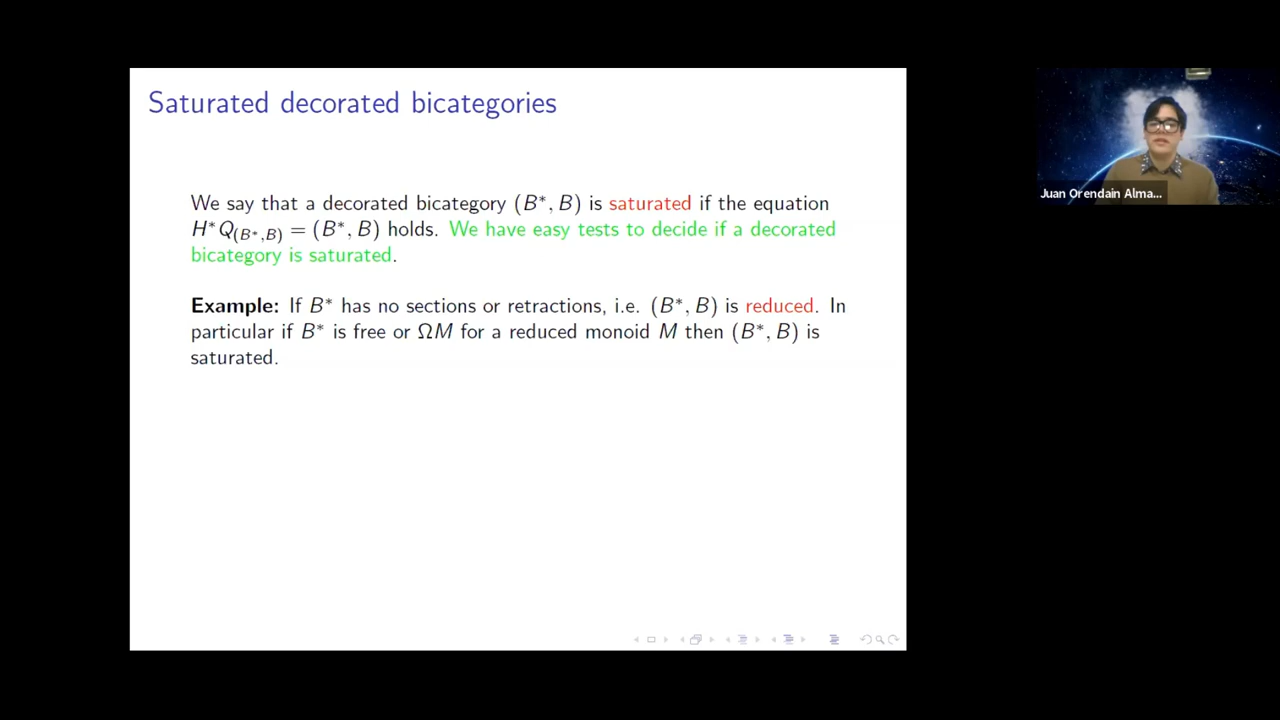 Saturated decorated bicategories
We say that a decorated bicategory (B*, B) is saturated if the equation
H*Q(B*,B) = (B*, B) holds. We have easy tests to decide if a decorated
bicategory is saturated.
Example: If B* has no sections or retractions, i.e. (B*, B) is reduced. In
particular if B* is free or ΩM for a reduced monoid M then (B*, B) is
saturated.
Juan Orendain Alma...